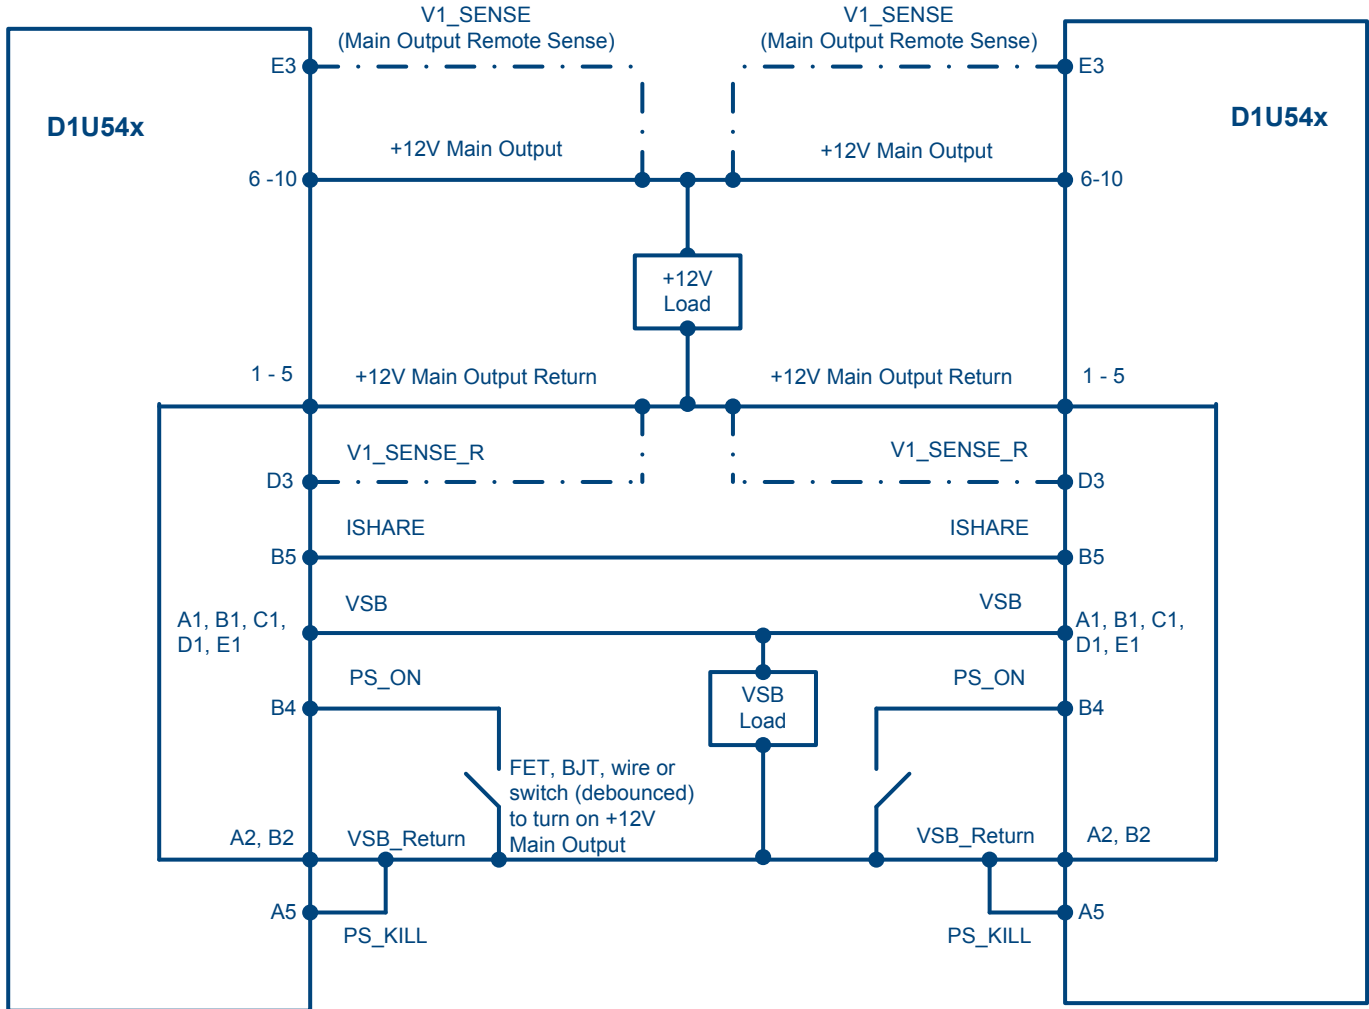 V1_SENSE
(Main Output Remote Sense)
V1_SENSE
(Main Output Remote Sense)
E3
E3
D1U54x
D1U54x
+12V Main Output
+12V Main Output
6 -10
6-10
+12V
Load
1 - 5
+12V Main Output Return
+12V Main Output Return
1 - 5
V1_SENSE_R
V1_SENSE_R
D3
D3
ISHARE
ISHARE
B5
B5
VSB
VSB
A1, B1, C1,
D1, E1
A1, B1, C1,
D1, E1
PS_ON
PS_ON
B4
B4
VSB
Load
FET, BJT, wire or
switch (debounced)
to turn on +12V
Main Output
A2, B2
VSB_Return
VSB_Return
A2, B2
A5
A5
PS_KILL
PS_KILL